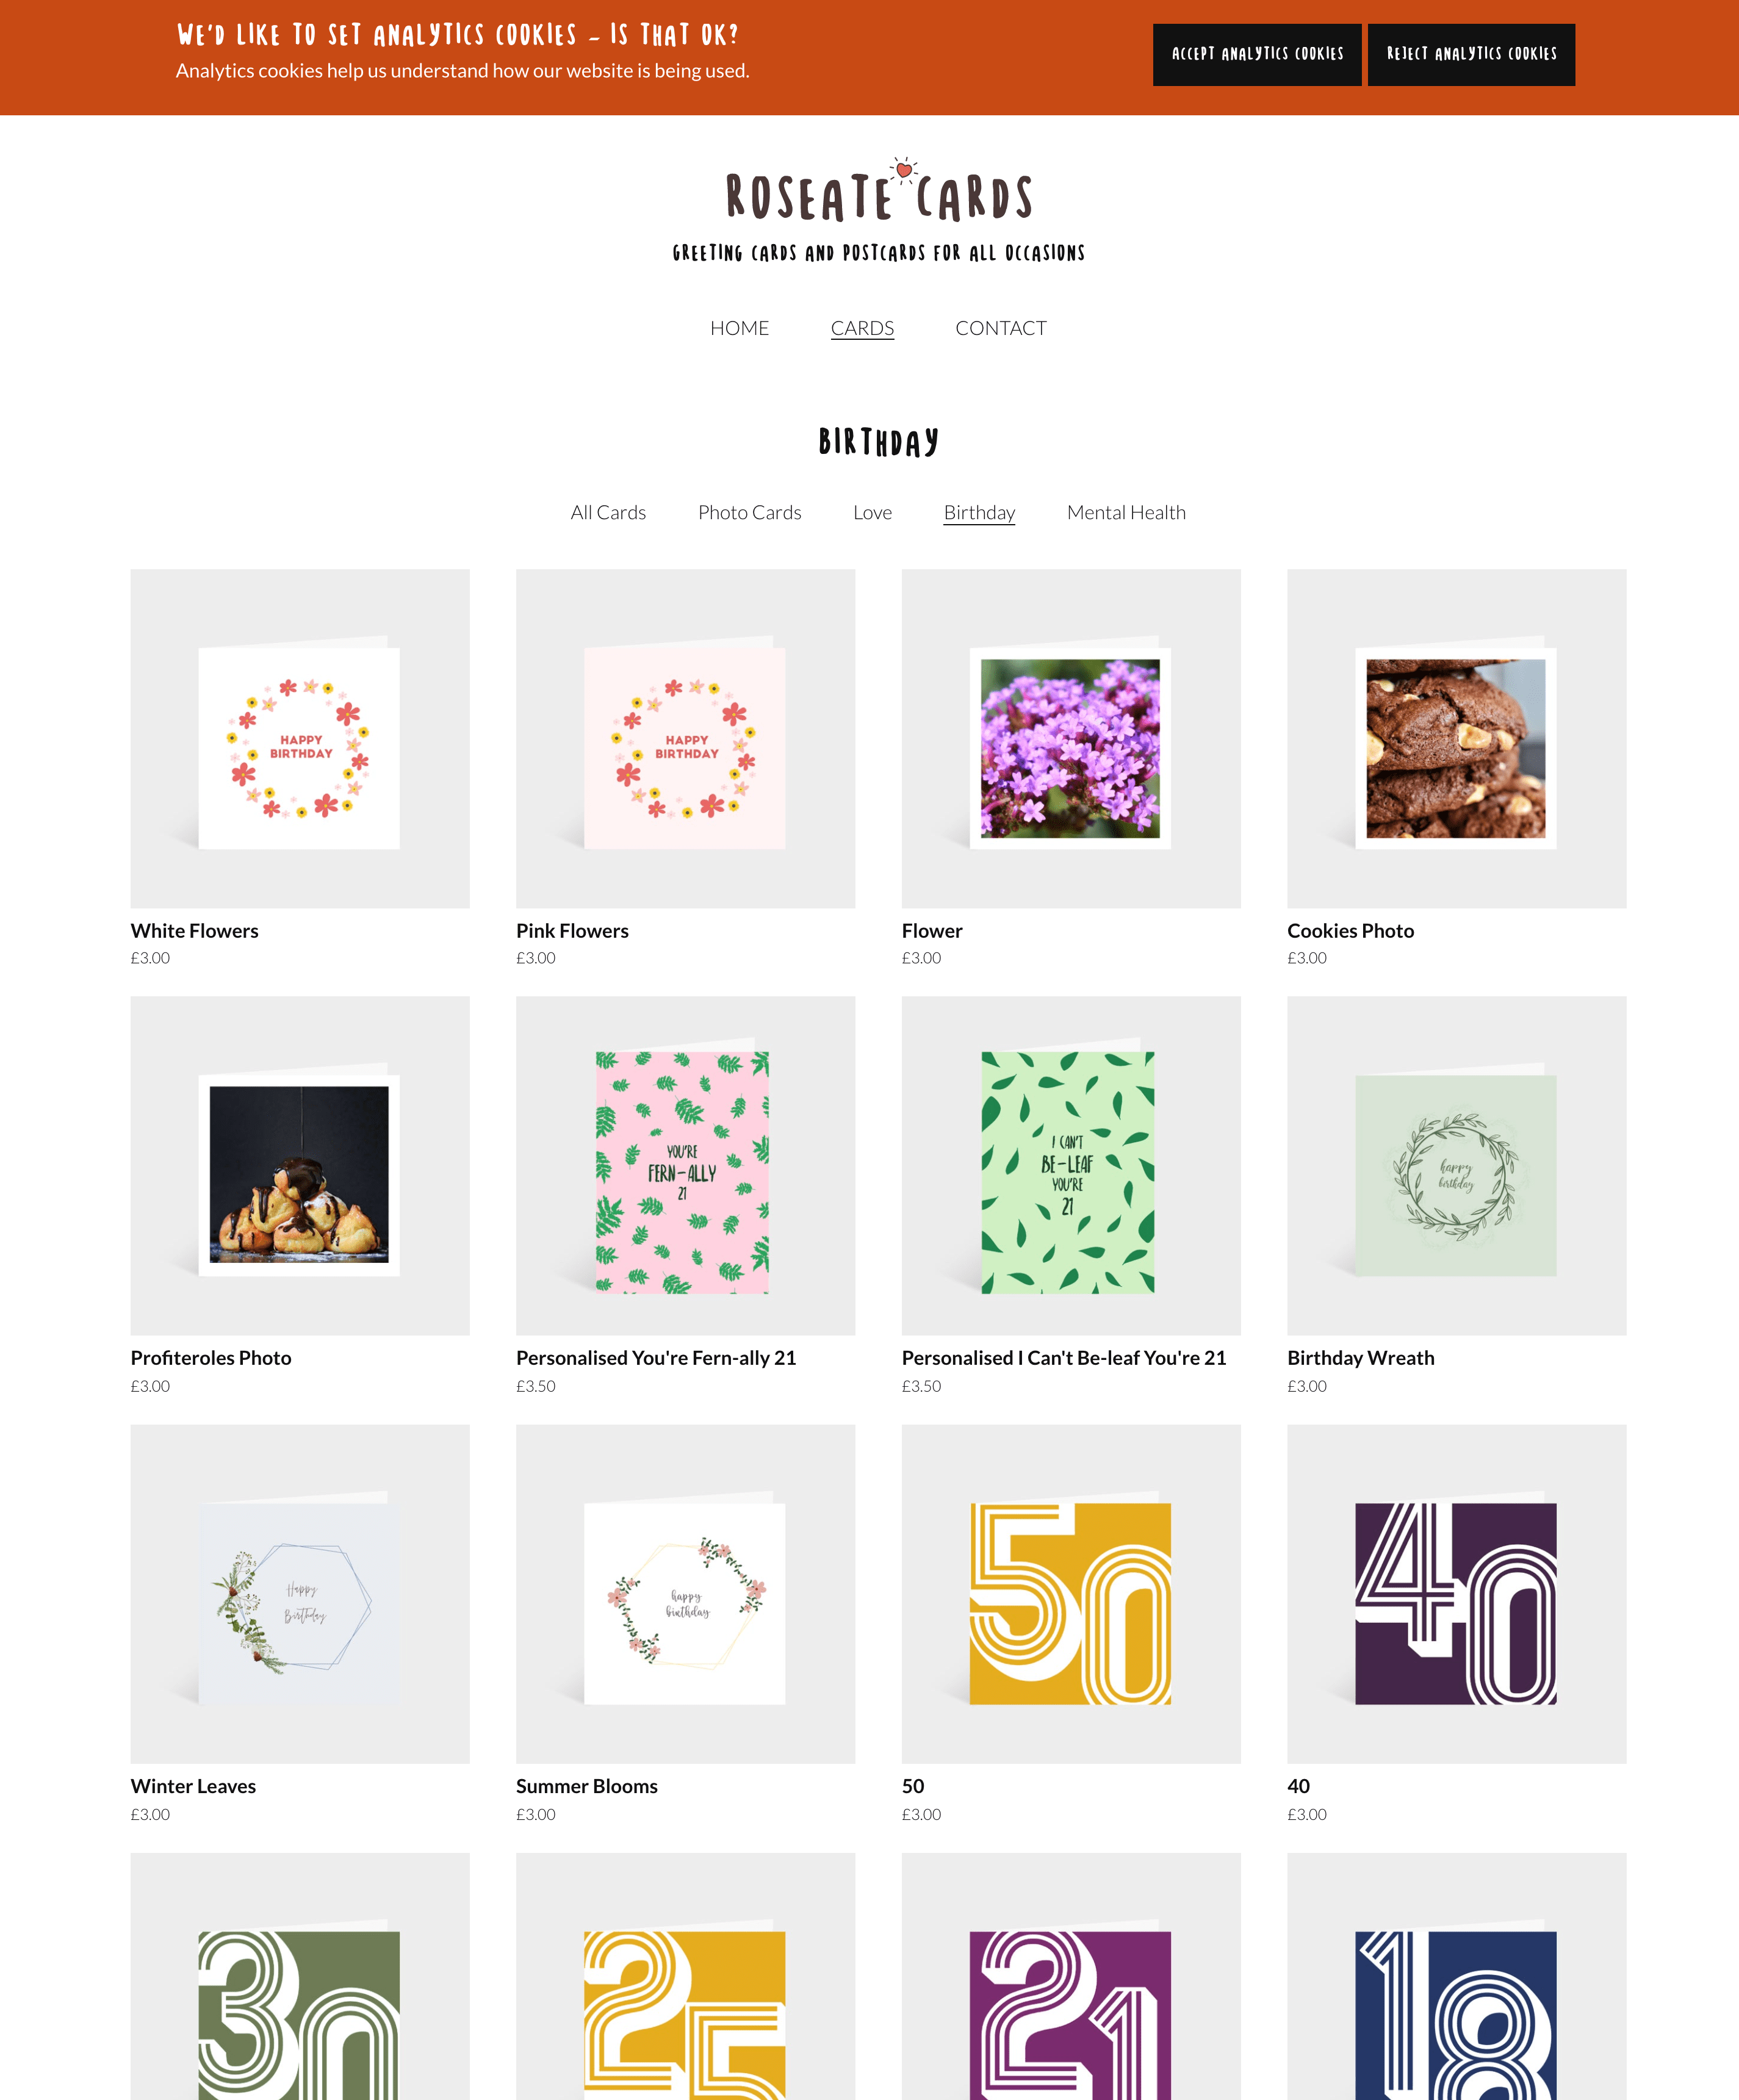 WE'D LIKE TO SET ANALYTICS COOKIES - IS THAT OK?
Analytics cookies help us understand how our website is being used.
ACCEPT ANALYTICS COOKIES
REJECT ANALYTICS COOKIES
ROSEATE CARDS
GREETING CARDS AND POSTCARDS FOR ALL OCCASIONS
HOME CARDS CONTACT
BIRTHDAY
All Cards Photo Cards Love Birthday Mental Health
HAPPY
BIRTHDAY
HAPPY
BIRTHDAY
White Flowers
£3.00
Pink Flowers
£3.00
Flower
£3.00
Cookies Photo
£3.00
YOU'RE
FERN-ALLY
21
I CAN'T
BE-LEAF
YOU'RE
21
happy
birthday
Profiteroles Photo
£3.00
Personalised You're Fern-ally 21
£3.50
Personalised I Can't Be-leaf You're 21
£3.50
Birthday Wreath
£3.00
Happy
Birthday
happy
birthday
50
40
Winter Leaves
£3.00
Summer Blooms
£3.00
50
£3.00
40
£3.00
30
25
21
18